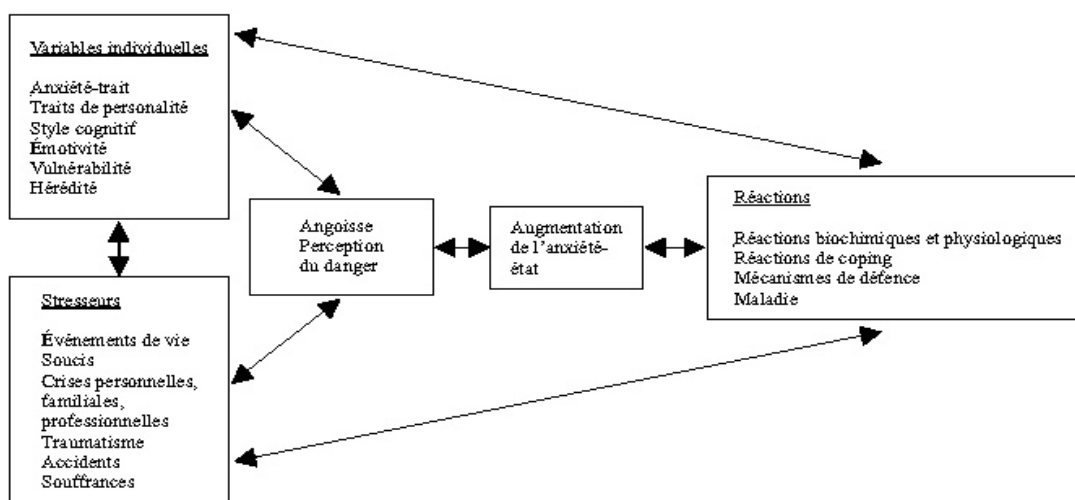 Variables individuelles
Anxiété-trait
Traits de personalité
Style cognitif
Émotivité
Vulnérabilité
Hérédité
Stresseurs
Événements de vie
Soucis
Crises personnelles,
familiales,
professionnelles
Traumatisme
Accidents
Souffrances
Angoisse
Perception
du danger
Augmentation
de l'anxiété-
état
Réactions
Réactions biochimiques et physiologiques
Réactions de coping
Mécanismes de défence
Maladie